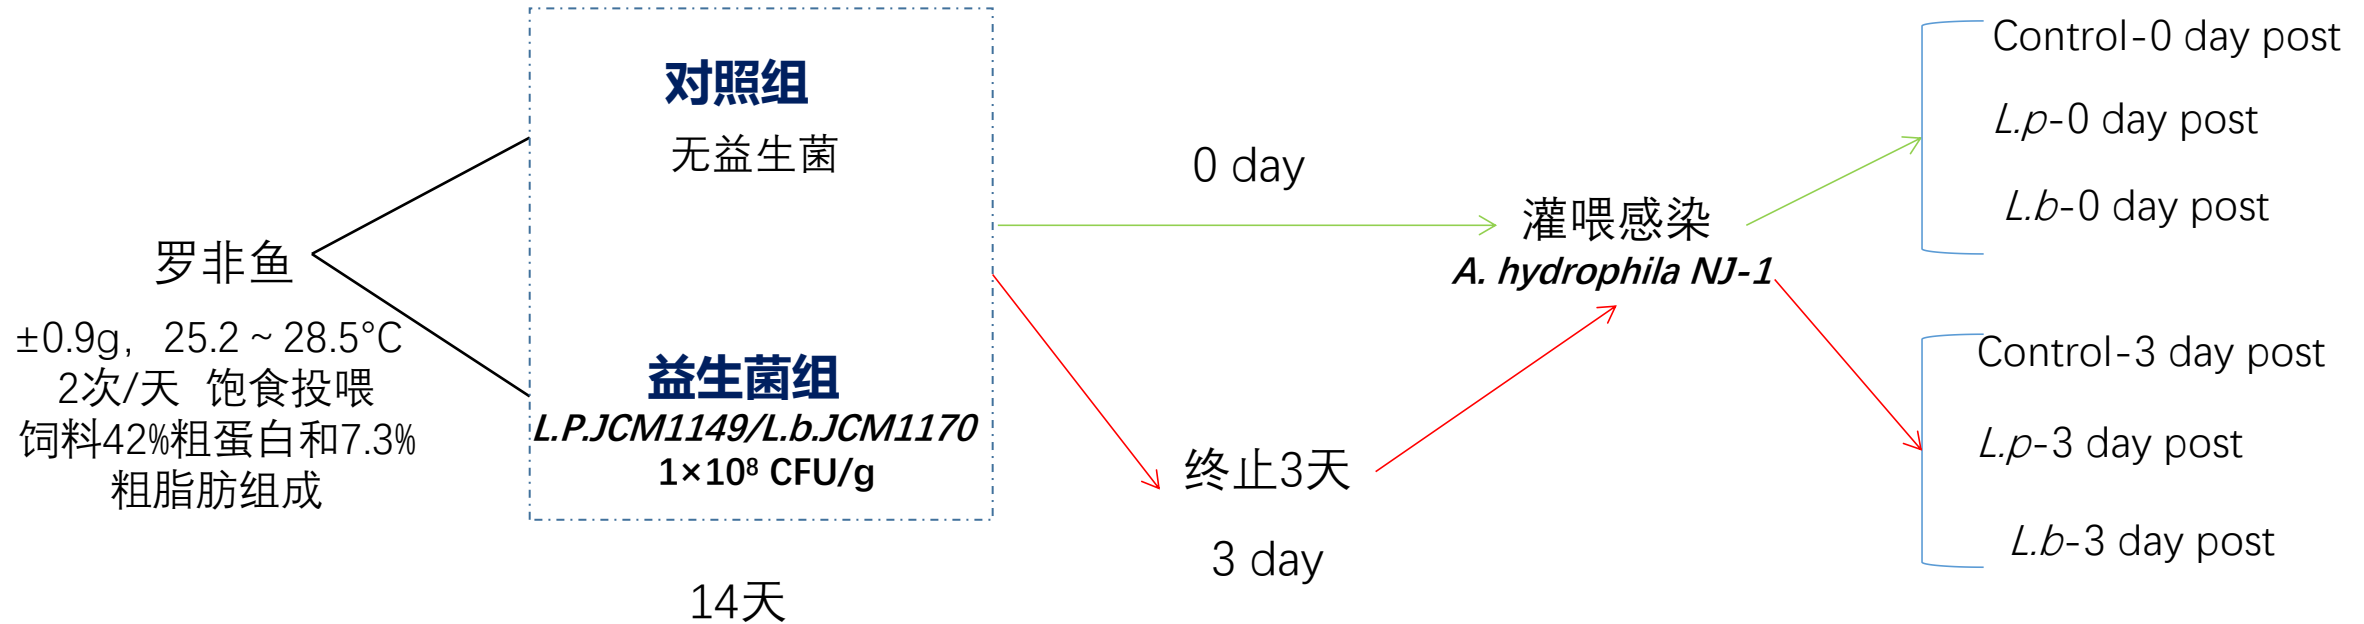 罗非鱼
±0.9g，25.2～28.5°C
2次/天 饱食投喂
饲料42%粗蛋白和7.3%
粗脂肪组成
对照组
无益生菌
益生菌组
L.P.JCM1149/L.b.JCM1170
1×10⁸ CFU/g
14天
0 day
终止3天
3 day
灌喂感染
A. hydrophila NJ-1
Control-0 day post
L.p-0 day post
L.b-0 day post
Control-3 day post
L.p-3 day post
L.b-3 day post